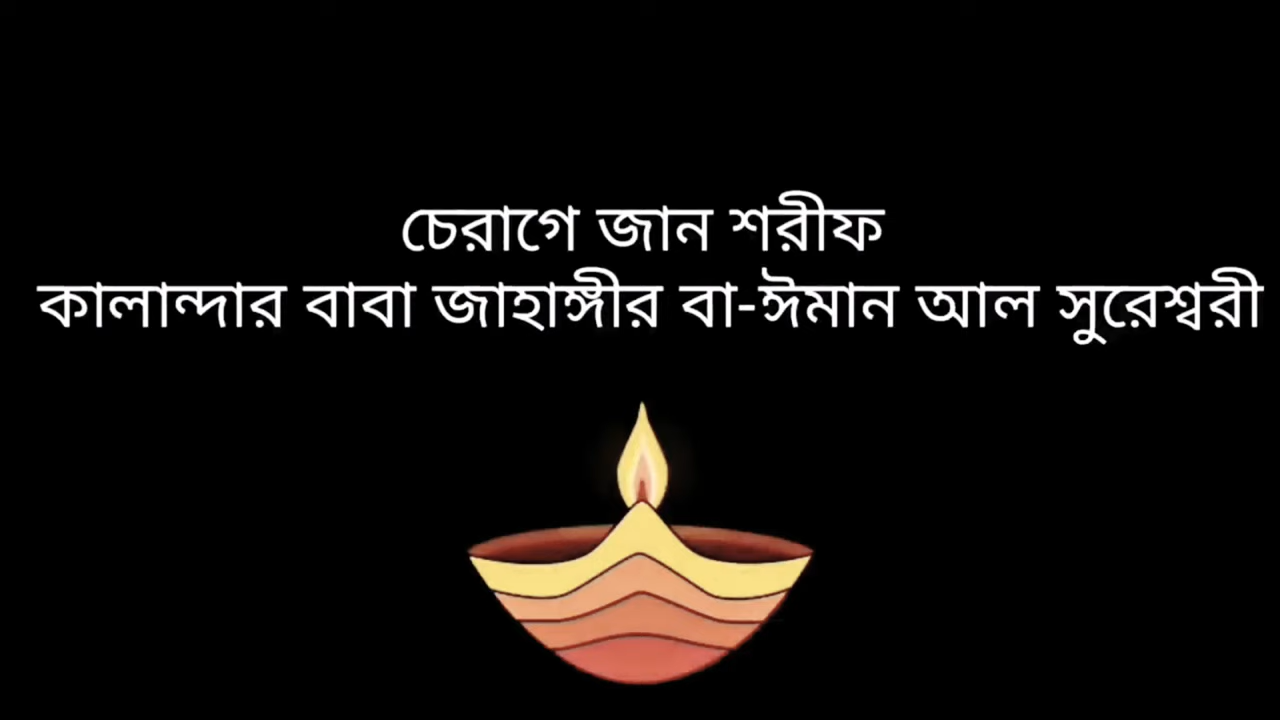 চেরাগে জান শরীফ
কালান্দার বাবা জাহাঙ্গীর বা-ঈমান আল সুরেশ্বরী